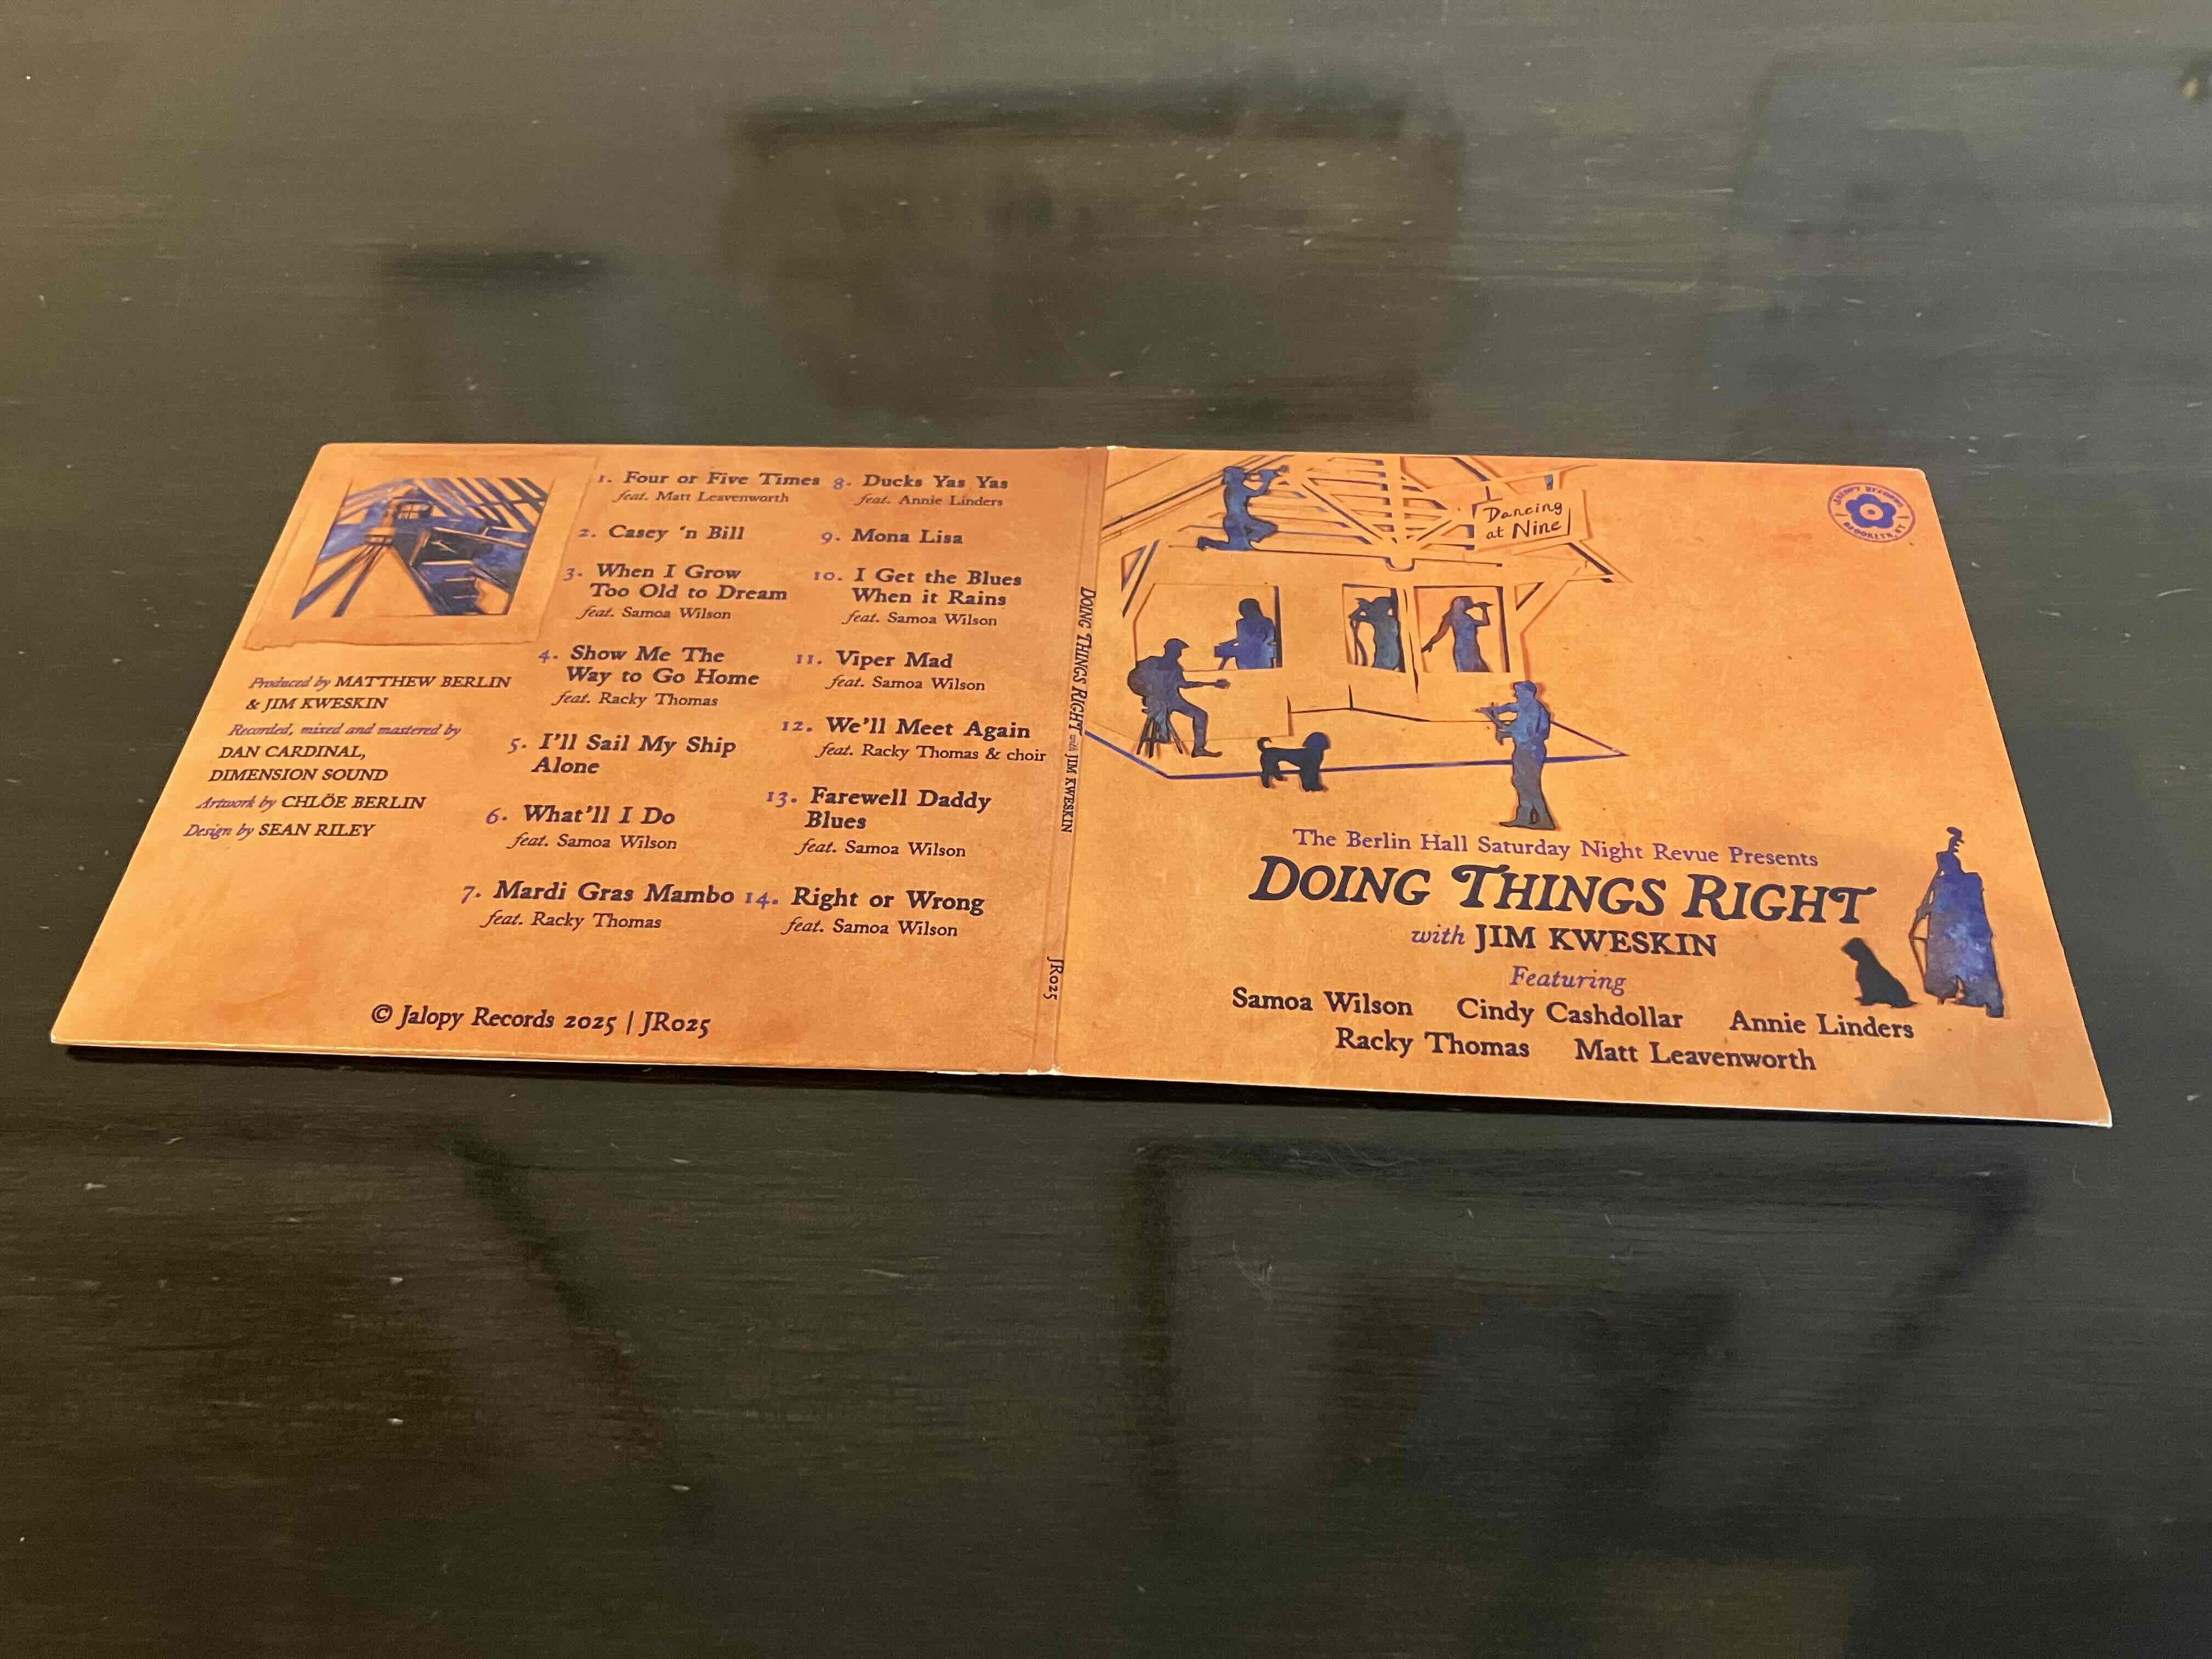 1. Four or Five Times
feat. Matt Leavenworth
2. Casey 'n Bill
3. When I Grow
Too Old to Dream
feat. Samoa Wilson
4. Show Me The
Way to Go Home
feat. Racky Thomas
5. I'll Sail My Ship
Alone
6. What'll I Do
feat. Samoa Wilson
7. Mardi Gras Mambo
feat. Racky Thomas
8. Ducks Yas Yas
feat. Annie Linders
9. Mona Lisa
10. I Get the Blues
When it Rains
feat. Samoa Wilson
11. Viper Mad
feat. Samoa Wilson
12. We'll Meet Again
feat. Racky Thomas & choir
13. Farewell Daddy
Blues
feat. Samoa Wilson
14. Right or Wrong
feat. Samoa Wilson
Produced by MATTHEW BERLIN
& JIM KWESKIN
Recorded, mixed and mastered by
DAN CARDINAL,
DIMENSION SOUND
Artwork by CHLÖE BERLIN
Design by SEAN RILEY
© Jalopy Records 2025 | JR025
DOING THINGS RIGHT with JIM KWESKIN
JR025
Dancing
at Nine
JALOPY RECORDS
BROOKLYN, NY
The Berlin Hall Saturday Night Revue Presents
DOING THINGS RIGHT
with JIM KWESKIN
Featuring
Samoa Wilson Cindy Cashdollar Annie Linders
Racky Thomas Matt Leavenworth